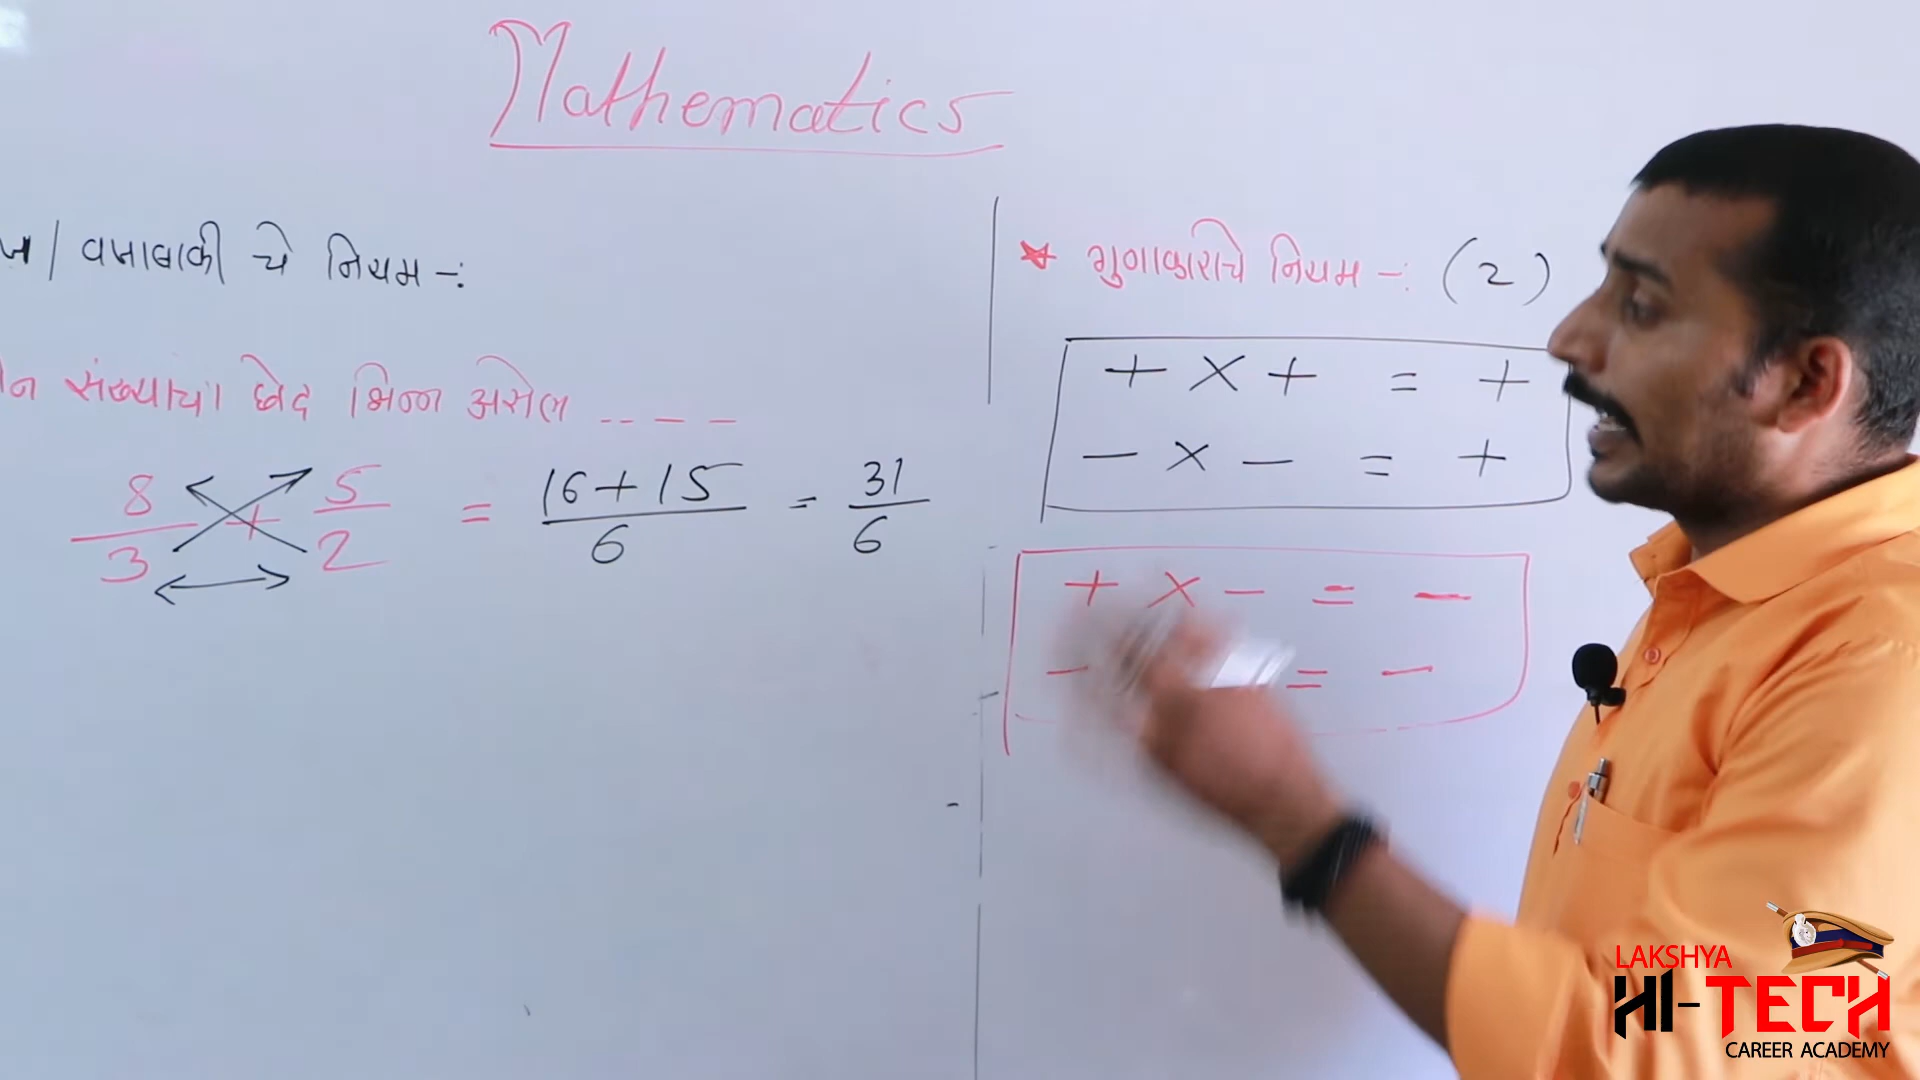 Mathematics
/ वजाबाकी चे नियम -:
संख्याचा छेद भिन्न असेल -----
8/3 + 5/2 = 16+15/6 = 31/6
* गुणाकाराचे नियम -: (2)
+ × + = +
- × - = +
+ × - = -
- = -
LAKSHYA
HI-TECH
CAREER ACADEMY